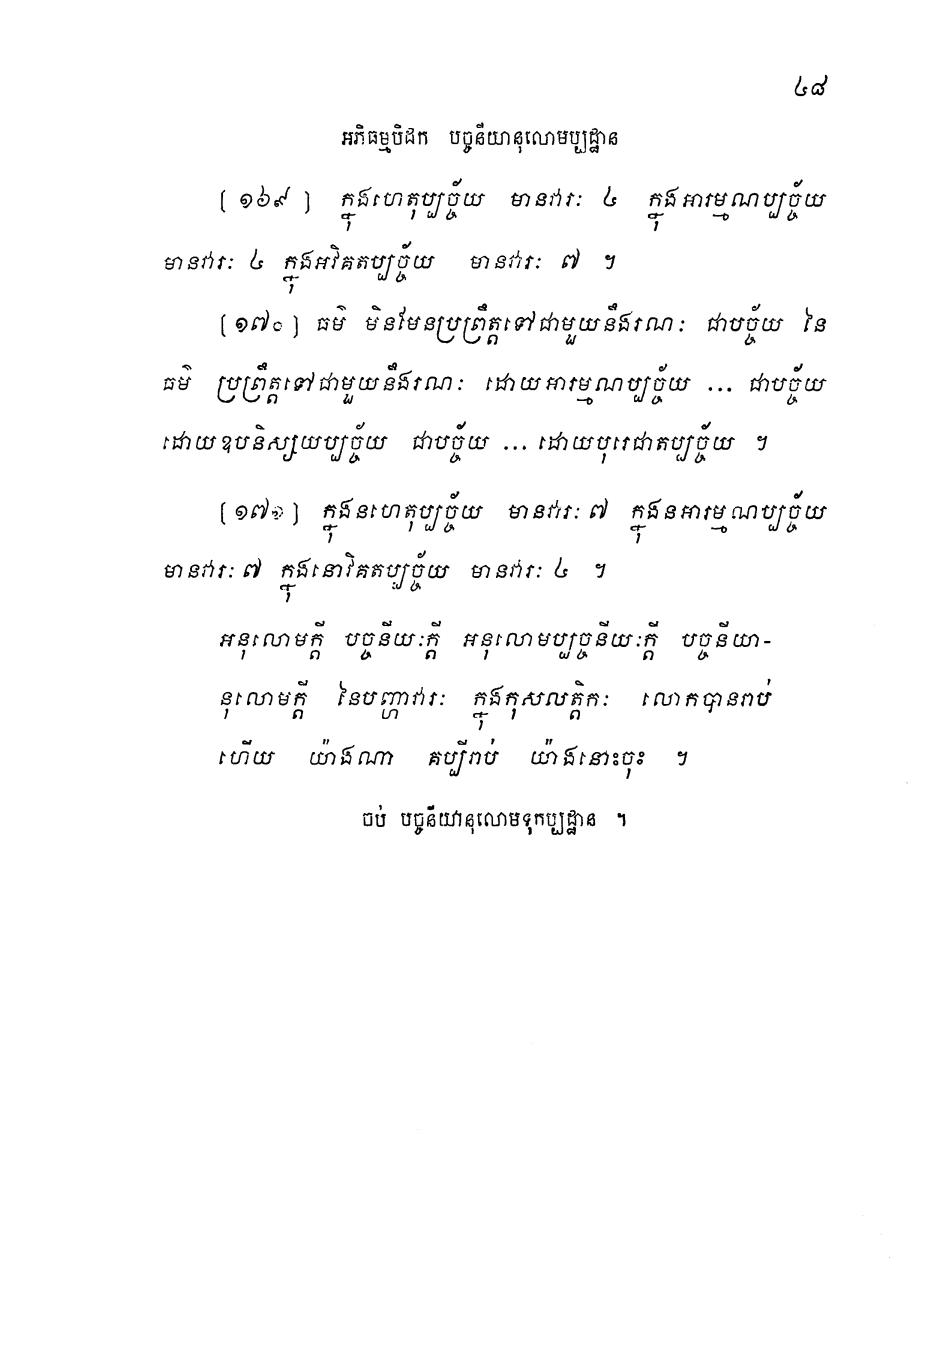 ៤៨
អភិធម្មបិដក បច្ចនីយានុលោមប្បដ្ឋាន
[ ១៦៩ ] ក្នុងហេតុប្បច្ច័យ មានវារៈ ៤ ក្នុងអារម្មណប្បច្ច័យ
មានវារៈ ៤ ក្នុងអវិគតប្បច្ច័យ មានវារៈ ៧ ។
[ ១៧០ ] ធម៌ មិនមែនប្រព្រឹត្តទៅជាមួយនឹងរណៈ ជាបច្ច័យ នៃ
ធម៌ ប្រព្រឹត្តទៅជាមួយនឹងរណៈ ដោយអារម្មណប្បច្ច័យ ... ជាបច្ច័យ
ដោយឧបនិស្សយប្បច្ច័យ ជាបច្ច័យ ... ដោយបុរេជាតប្បច្ច័យ ។
[ ១៧១ ] ក្នុងនហេតុប្បច្ច័យ មានវារៈ ៧ ក្នុងនអារម្មណប្បច្ច័យ
មានវារៈ ៧ ក្នុងនោវិគតប្បច្ច័យ មានវារៈ ៤ ។
អនុលោមក្តី បច្ចនីយៈក្តី អនុលោមប្បច្ចនីយៈក្តី បច្ចនីយា-
នុលោមក្តី នៃបញ្ហាវារៈ ក្នុងកុសលត្តិកៈ លោកបានរាប់
ហើយ យ៉ាងណា គប្បីរាប់ យ៉ាងនោះចុះ ។
ចប់ បច្ចនីយានុលោមទុកប្បដ្ឋាន ។